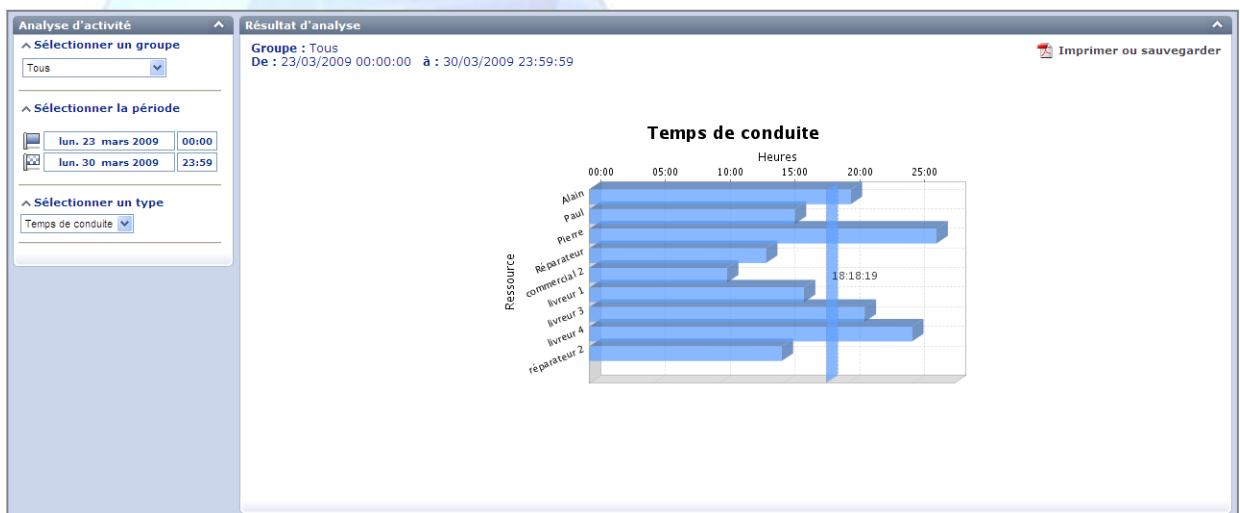 Analyse d'activité
Sélectionner un groupe
Tous
Sélectionner la période
lun. 23 mars 2009 00:00
lun. 30 mars 2009 23:59
Sélectionner un type
Temps de conduite
Résultat d'analyse
Groupe : Tous
De : 23/03/2009 00:00:00 à : 30/03/2009 23:59:59
Imprimer ou sauvegarder
Temps de conduite
Heures
00:00 05:00 10:00 15:00 20:00 25:00
Ressource
Alain
Paul
Pierre
Réparateur
commercial 2
livreur 1
livreur 3
livreur 4
réparateur 2
18:18:19